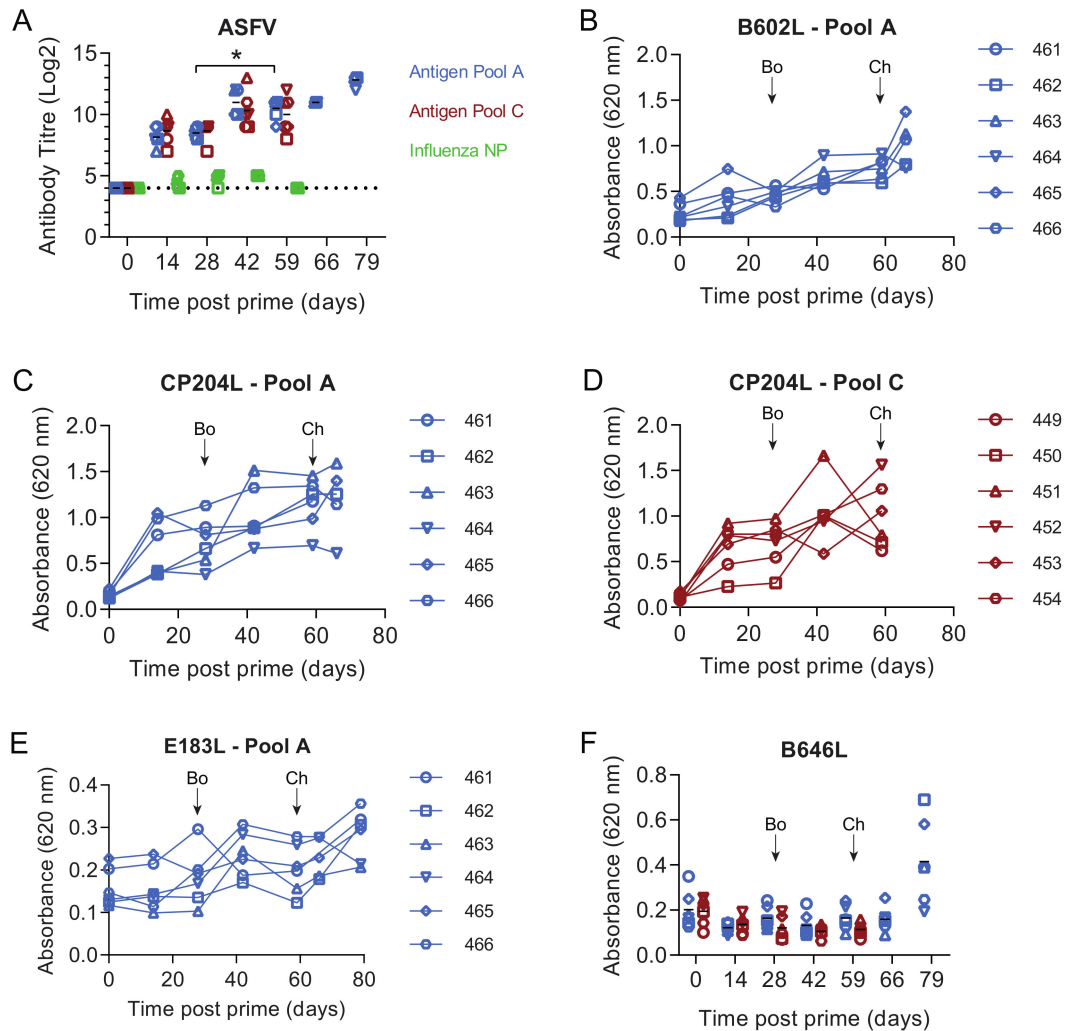 A
ASFV
Antibody Titre (Log2)
15
10
5
0
*
0 14 28 42 59 66 79
Time post prime (days)
Antigen Pool A
Antigen Pool C
Influenza NP
B
B602L - Pool A
Absorbance (620 nm)
2.0
1.5
1.0
0.5
0.0
Bo
Ch
0 20 40 60 80
Time post prime (days)
461
462
463
464
465
466
C
CP204L - Pool A
Absorbance (620 nm)
2.0
1.5
1.0
0.5
0.0
Bo
Ch
0 20 40 60 80
Time post prime (days)
461
462
463
464
465
466
D
CP204L - Pool C
Absorbance (620 nm)
2.0
1.5
1.0
0.5
0.0
Bo
Ch
0 20 40 60 80
Time post prime (days)
449
450
451
452
453
454
E
E183L - Pool A
Absorbance (620 nm)
0.4
0.3
0.2
0.1
0.0
Bo
Ch
0 20 40 60 80
Time post prime (days)
461
462
463
464
465
466
F
B646L
Absorbance (620 nm)
0.8
0.6
0.4
0.2
0.0
Bo
Ch
0 14 28 42 59 66 79
Time post prime (days)